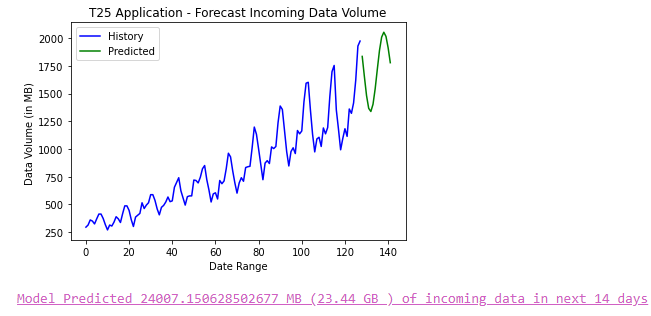 T25 Application - Forecast Incoming Data Volume
History
Predicted
2000
1750
1500
1250
1000
750
500
250
Data Volume (in MB)
0 20 40 60 80 100 120 140
Date Range
Model Predicted 24007.150628502677 MB (23.44 GB ) of incoming data in next 14 days